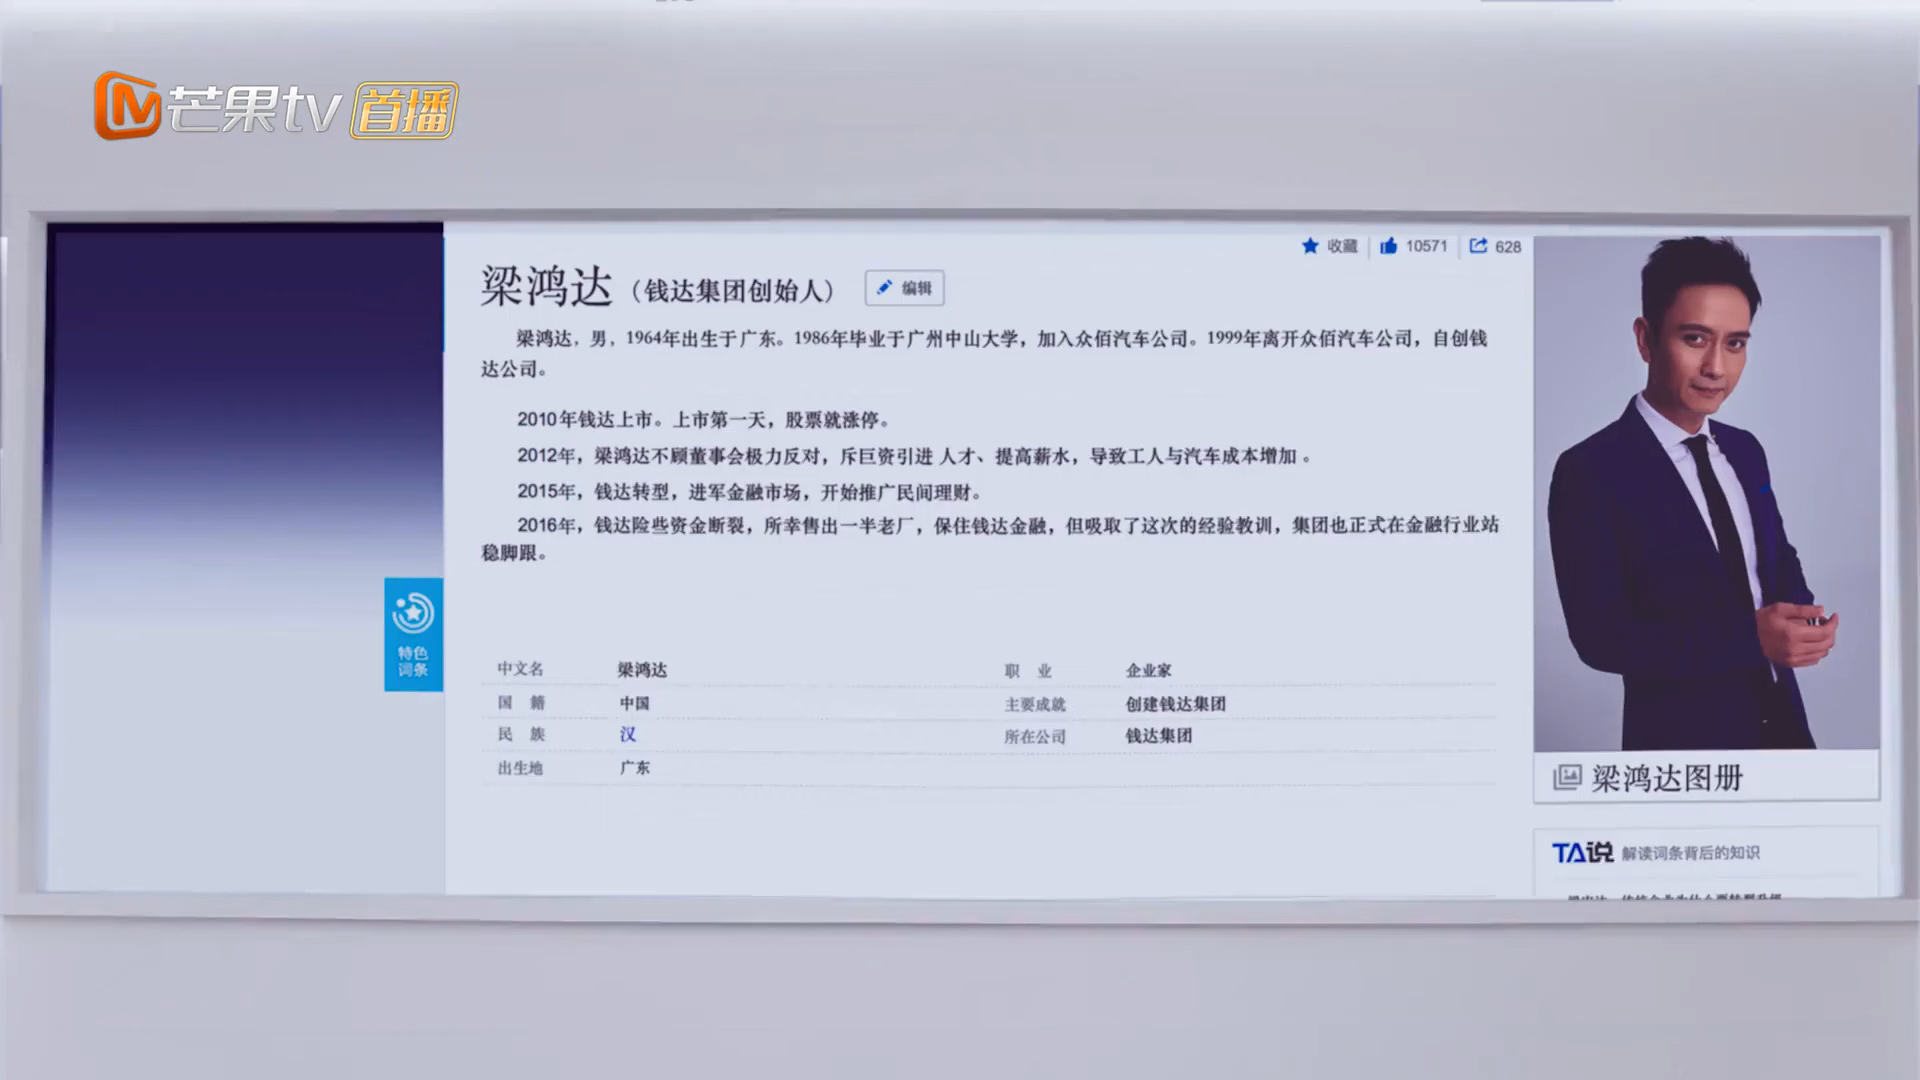 芒果tv 首播
收藏 10571 628
梁鸿达（钱达集团创始人） 编辑
梁鸿达，男，1964年出生于广东。1986年毕业于广州中山大学，加入众佰汽车公司。1999年离开众佰汽车公司，自创钱
达公司。
2010年钱达上市。上市第一天，股票就涨停。
2012年，梁鸿达不顾董事会极力反对，斥巨资引进 人才、提高薪水，导致工人与汽车成本增加 。
2015年，钱达转型，进军金融市场，开始推广民间理财。
2016年，钱达险些资金断裂，所幸售出一半老厂，保住钱达金融，但吸取了这次的经验教训，集团也正式在金融行业站
稳脚跟。
特色
词条
中文名 梁鸿达 职 业 企业家
国 籍 中国 主要成就 创建钱达集团
民 族 汉 所在公司 钱达集团
出生地 广东
梁鸿达图册
TA说 解读词条背后的知识